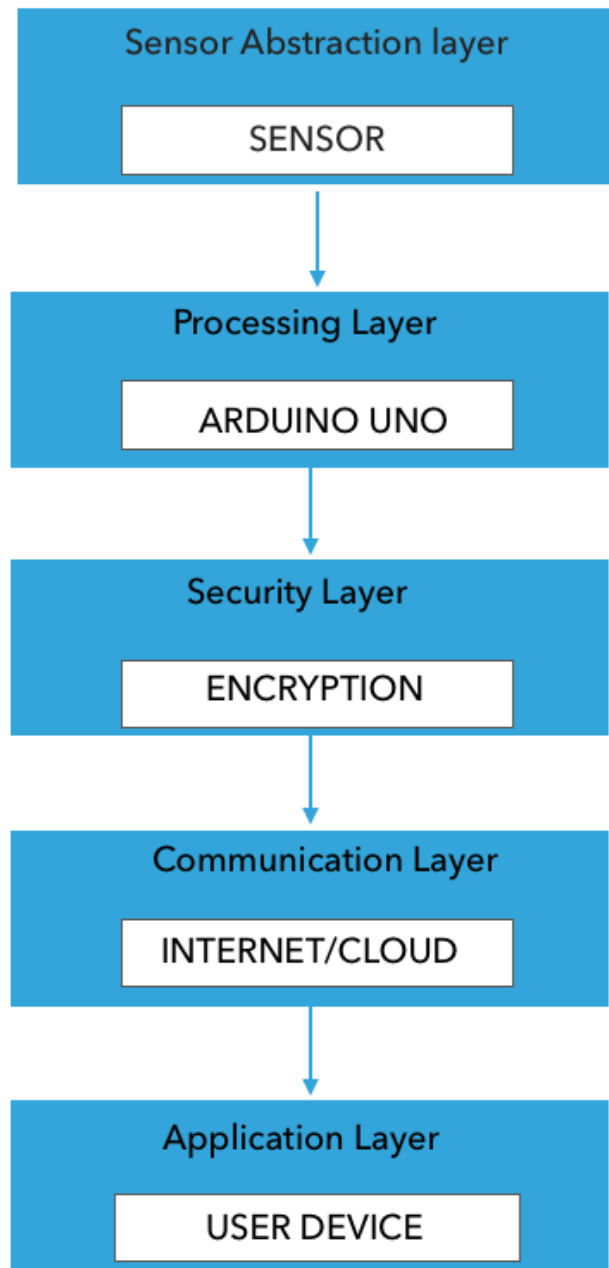 Sensor Abstraction layer
SENSOR
Processing Layer
ARDUINO UNO
Security Layer
ENCRYPTION
Communication Layer
INTERNET/CLOUD
Application Layer
USER DEVICE